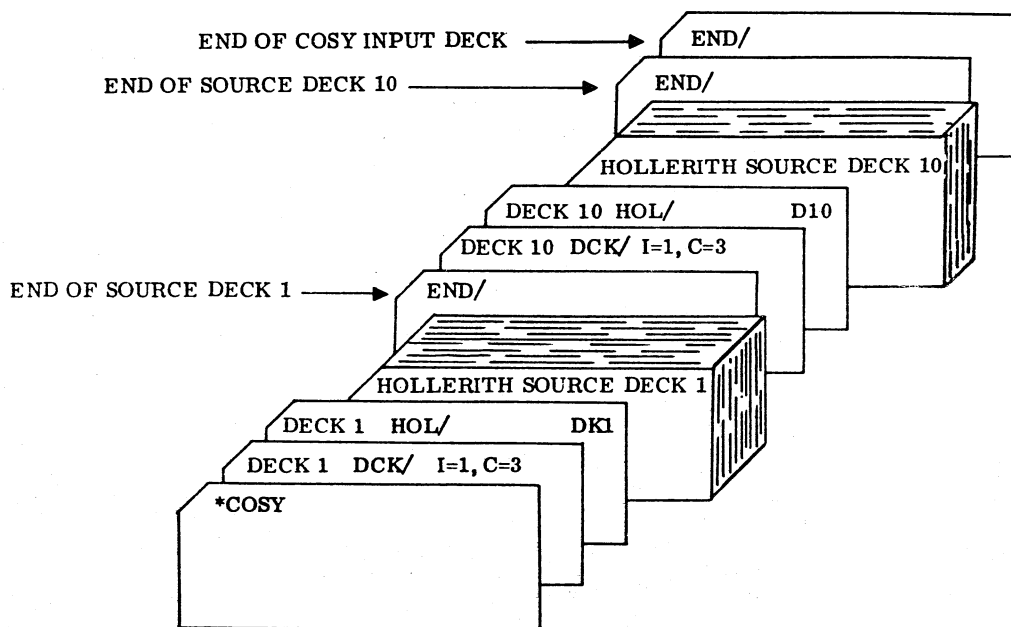 END OF COSY INPUT DECK
END/
END OF SOURCE DECK 10
END/
HOLLERITH SOURCE DECK 10
DECK 10 HOL/ D10
DECK 10 DCK/ I=1, C=3
END OF SOURCE DECK 1
END/
HOLLERITH SOURCE DECK 1
DECK 1 HOL/ DK1
DECK 1 DCK/ I=1, C=3
*COSY